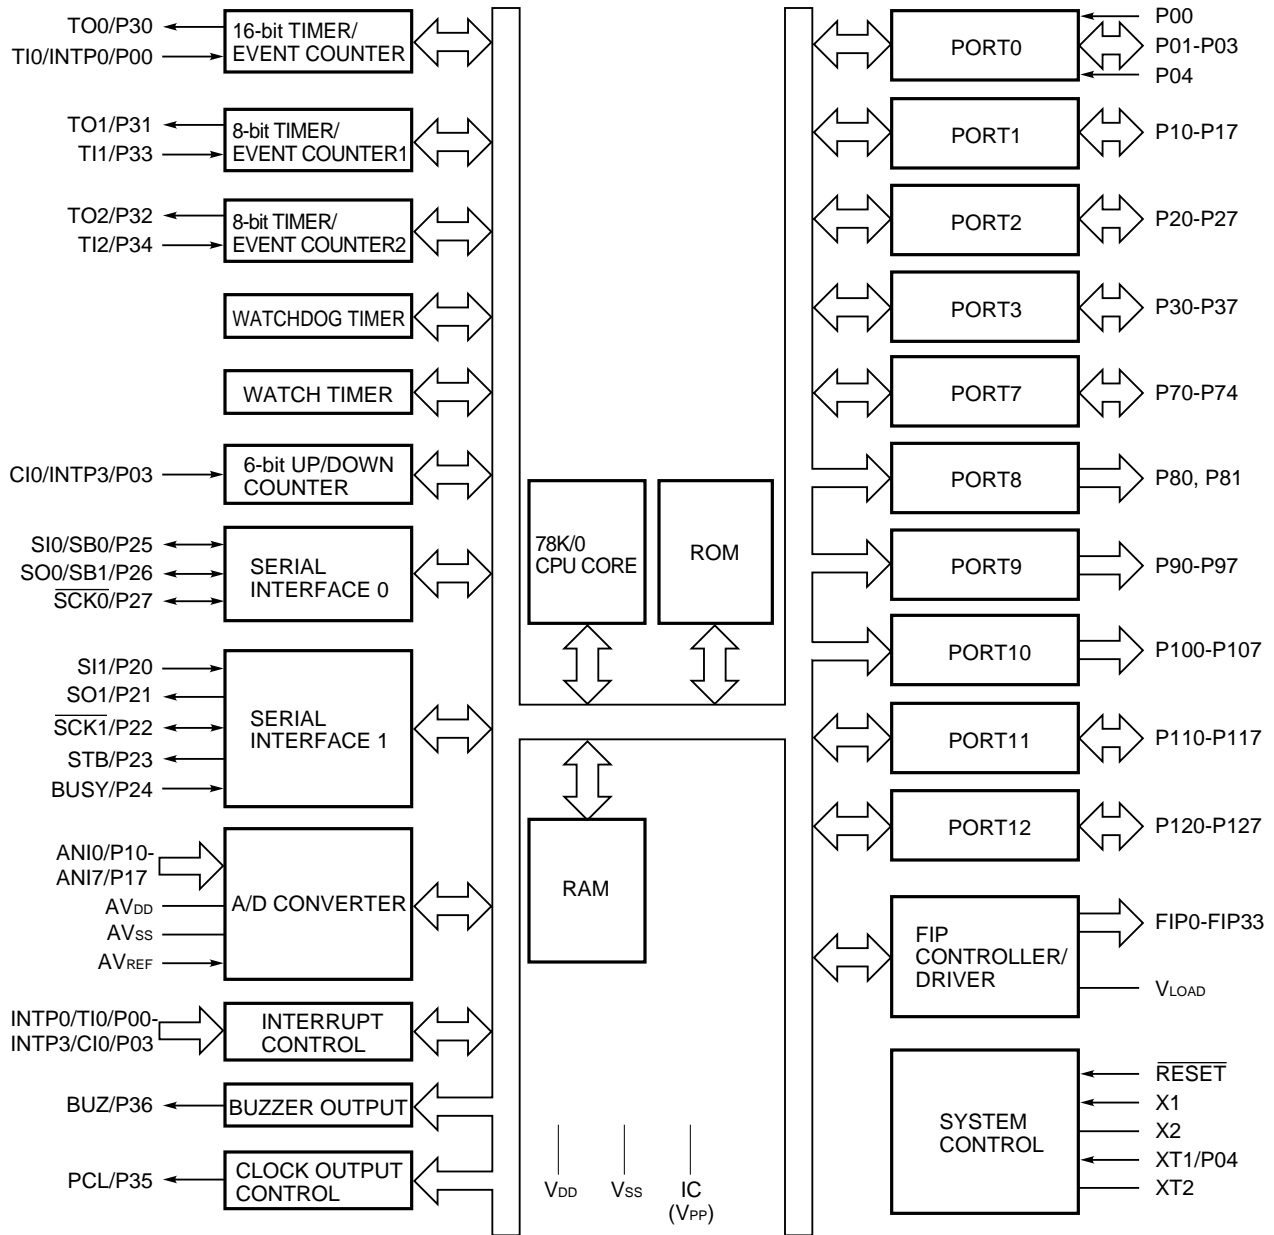 TO0/P30
TI0/INTP0/P00
16-bit TIMER/
EVENT COUNTER
TO1/P31
TI1/P33
8-bit TIMER/
EVENT COUNTER1
TO2/P32
TI2/P34
8-bit TIMER/
EVENT COUNTER2
WATCHDOG TIMER
WATCH TIMER
CI0/INTP3/P03
6-bit UP/DOWN
COUNTER
SI0/SB0/P25
SO0/SB1/P26
SCK0/P27
SERIAL
INTERFACE 0
SI1/P20
SO1/P21
SCK1/P22
STB/P23
BUSY/P24
SERIAL
INTERFACE 1
ANI0/P10-
ANI7/P17
AVDD
AVSS
AVREF
A/D CONVERTER
INTP0/TI0/P00-
INTP3/CI0/P03
INTERRUPT
CONTROL
BUZ/P36
BUZZER OUTPUT
PCL/P35
CLOCK OUTPUT
CONTROL
78K/0
CPU CORE
ROM
RAM
VDD
VSS
IC
(VPP)
PORT0
P00
P01-P03
P04
PORT1
P10-P17
PORT2
P20-P27
PORT3
P30-P37
PORT7
P70-P74
PORT8
P80, P81
PORT9
P90-P97
PORT10
P100-P107
PORT11
P110-P117
PORT12
P120-P127
FIP
CONTROLLER/
DRIVER
FIP0-FIP33
VLOAD
SYSTEM
CONTROL
RESET
X1
X2
XT1/P04
XT2